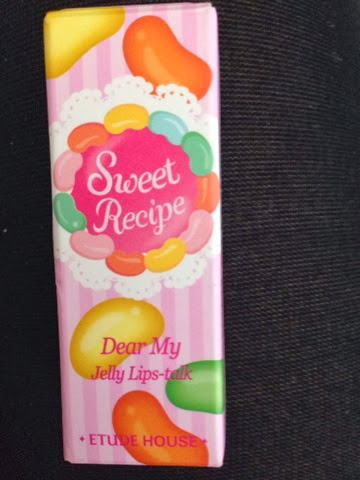 Sweet
Recipe
Dear My
Jelly Lips-talk
• ETUDE HOUSE •